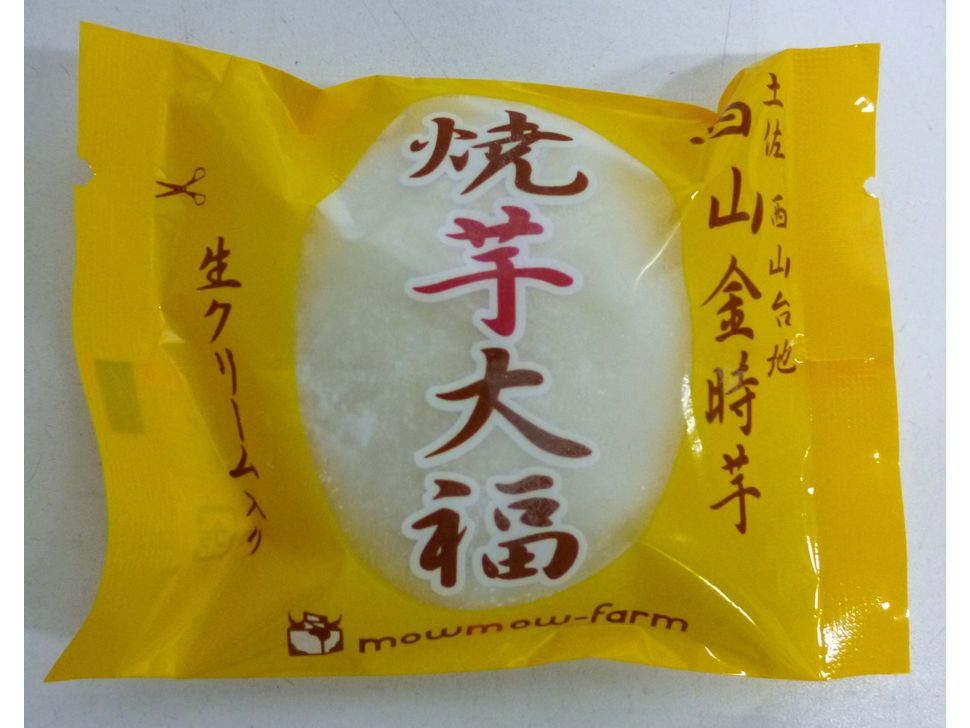 土佐 西山台地
西山金時芋
焼芋大福
生クリーム入り
mowmow-farm